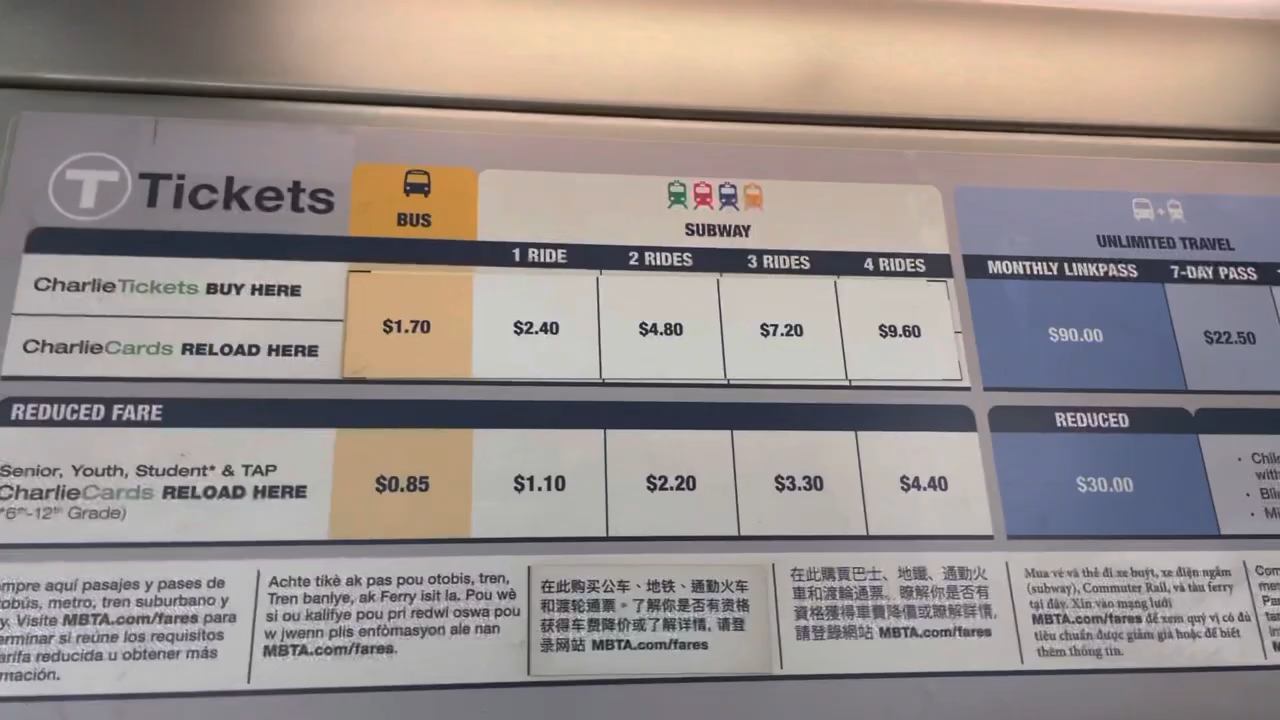 T Tickets
BUS
SUBWAY
1 RIDE 2 RIDES 3 RIDES 4 RIDES
UNLIMITED TRAVEL
MONTHLY LINKPASS 7-DAY PASS
CharlieTickets BUY HERE
CharlieCards RELOAD HERE
$1.70 $2.40 $4.80 $7.20 $9.60 $90.00 $22.50
REDUCED FARE
REDUCED
Senior, Youth, Student* & TAP
CharlieCards RELOAD HERE
*6th-12th Grade)
$0.85 $1.10 $2.20 $3.30 $4.40 $30.00
mpre aquí pasajes y pases de
obús, metro, tren suburbano y
y. Visite MBTA.com/fares para
erminar si reúne los requisitos
arifa reducida u obtener más
mación.
Achte tikè ak pas pou otobis, tren,
Tren banlye, ak Ferry isit la. Pou wè
si ou kalifye pou pri redwi oswa pou
w jwenn plis enfòmasyon ale nan
MBTA.com/fares.
在此购买公车、地铁、通勤火车
和渡轮通票。了解你是否有资格
获得车费降价或了解详情,请登
录网站 MBTA.com/fares
在此購買巴士、地鐵、通勤火
車和渡輪通票。瞭解你是否有
資格獲得車費降價或瞭解詳情,
請登錄網站 MBTA.com/fares
Mua vé và thẻ đi xe buýt, xe điện ngầm
(subway), Commuter Rail, và tàu ferry
tại đây. Xin vào mạng lưới
MBTA.com/fares để xem quý vị có đủ
tiêu chuẩn được giảm giá hoặc để biết
thêm thông tin.